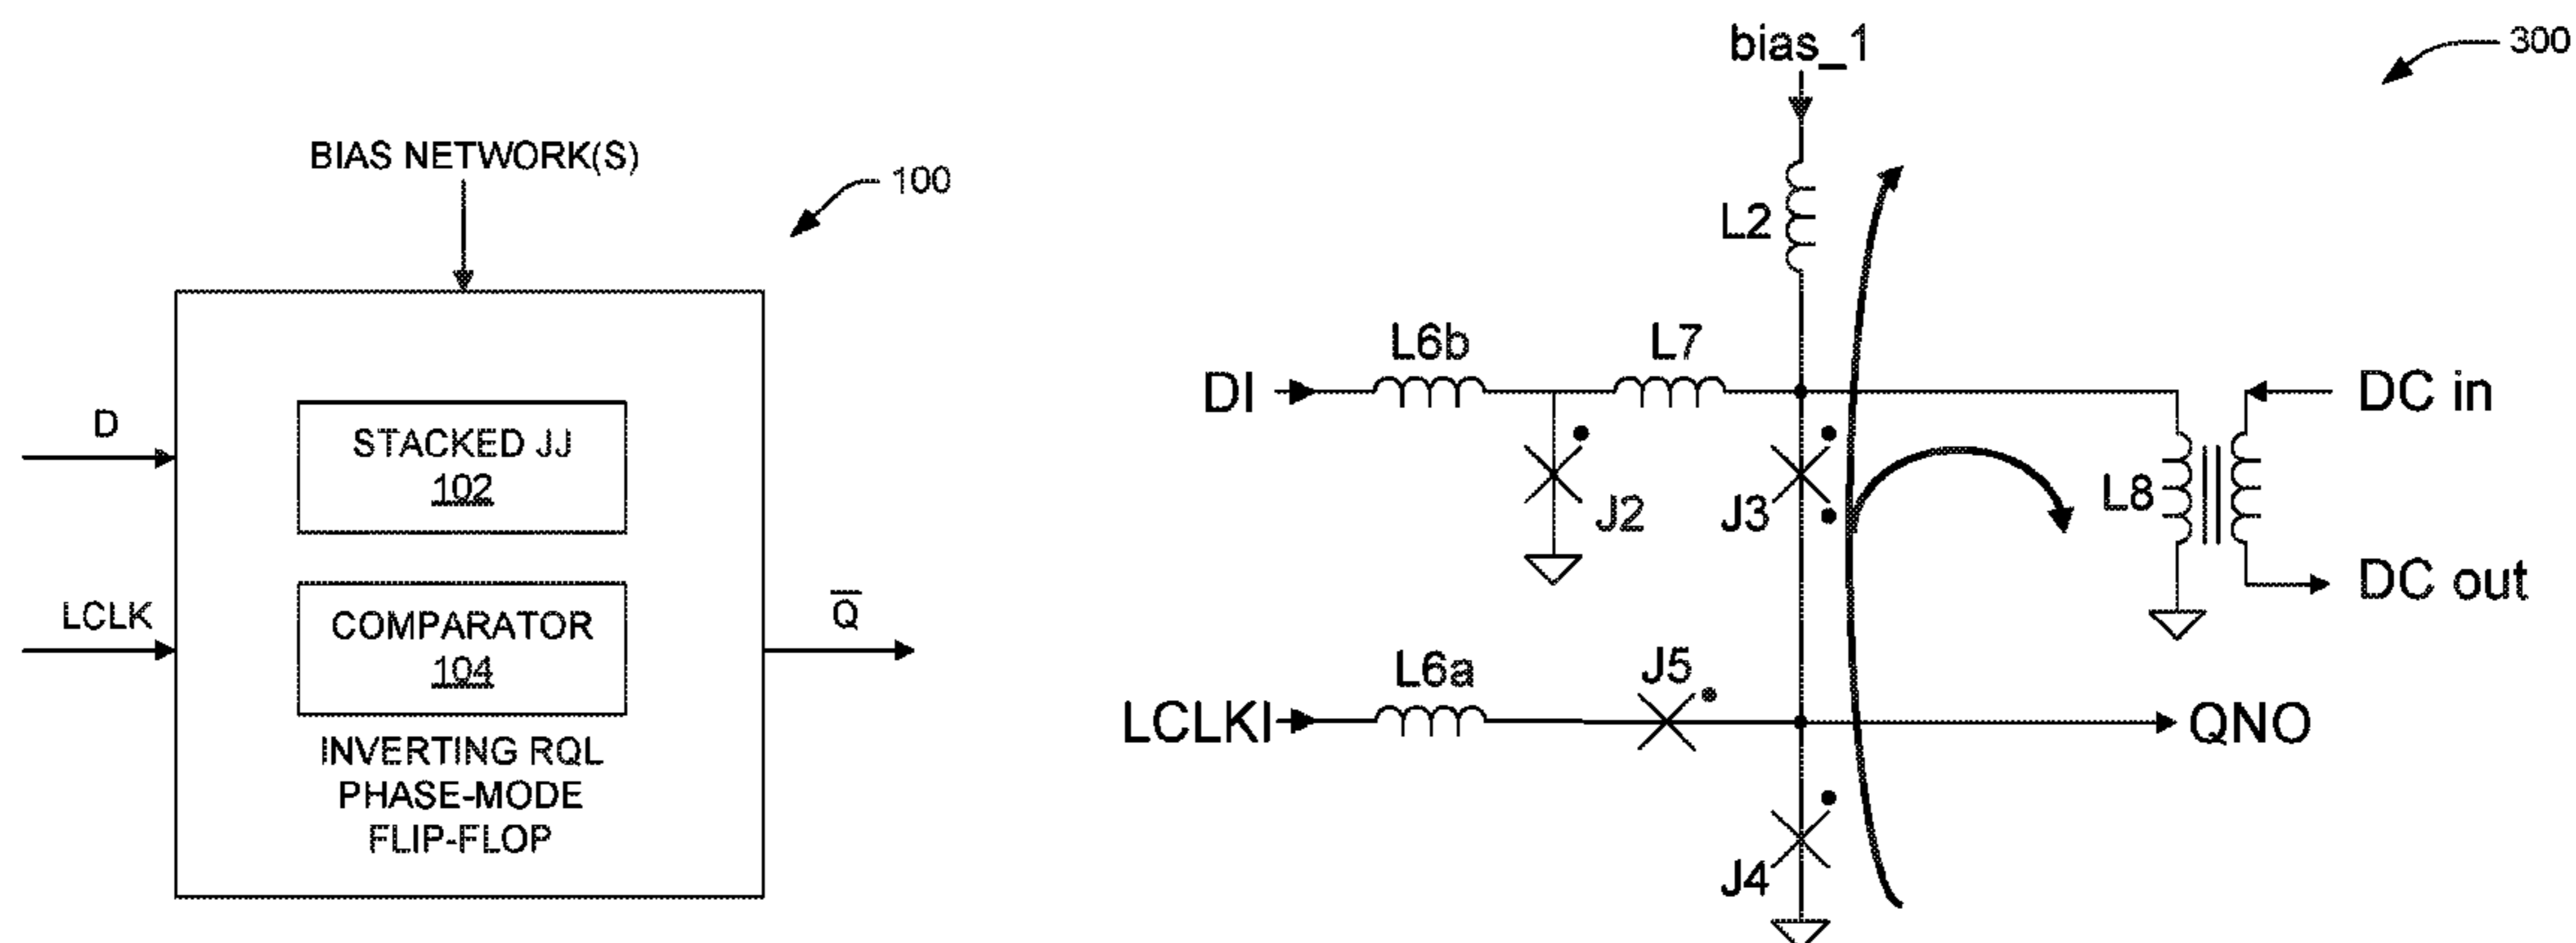 BIAS NETWORK(S)
100
D
STACKED JJ
102
LCLK
COMPARATOR
104
Q̅
INVERTING RQL
PHASE-MODE
FLIP-FLOP
bias_1
300
L2
L6b
L7
DI
DC in
J2
J3
L8
DC out
L6a
J5
LCLKI
QNO
J4